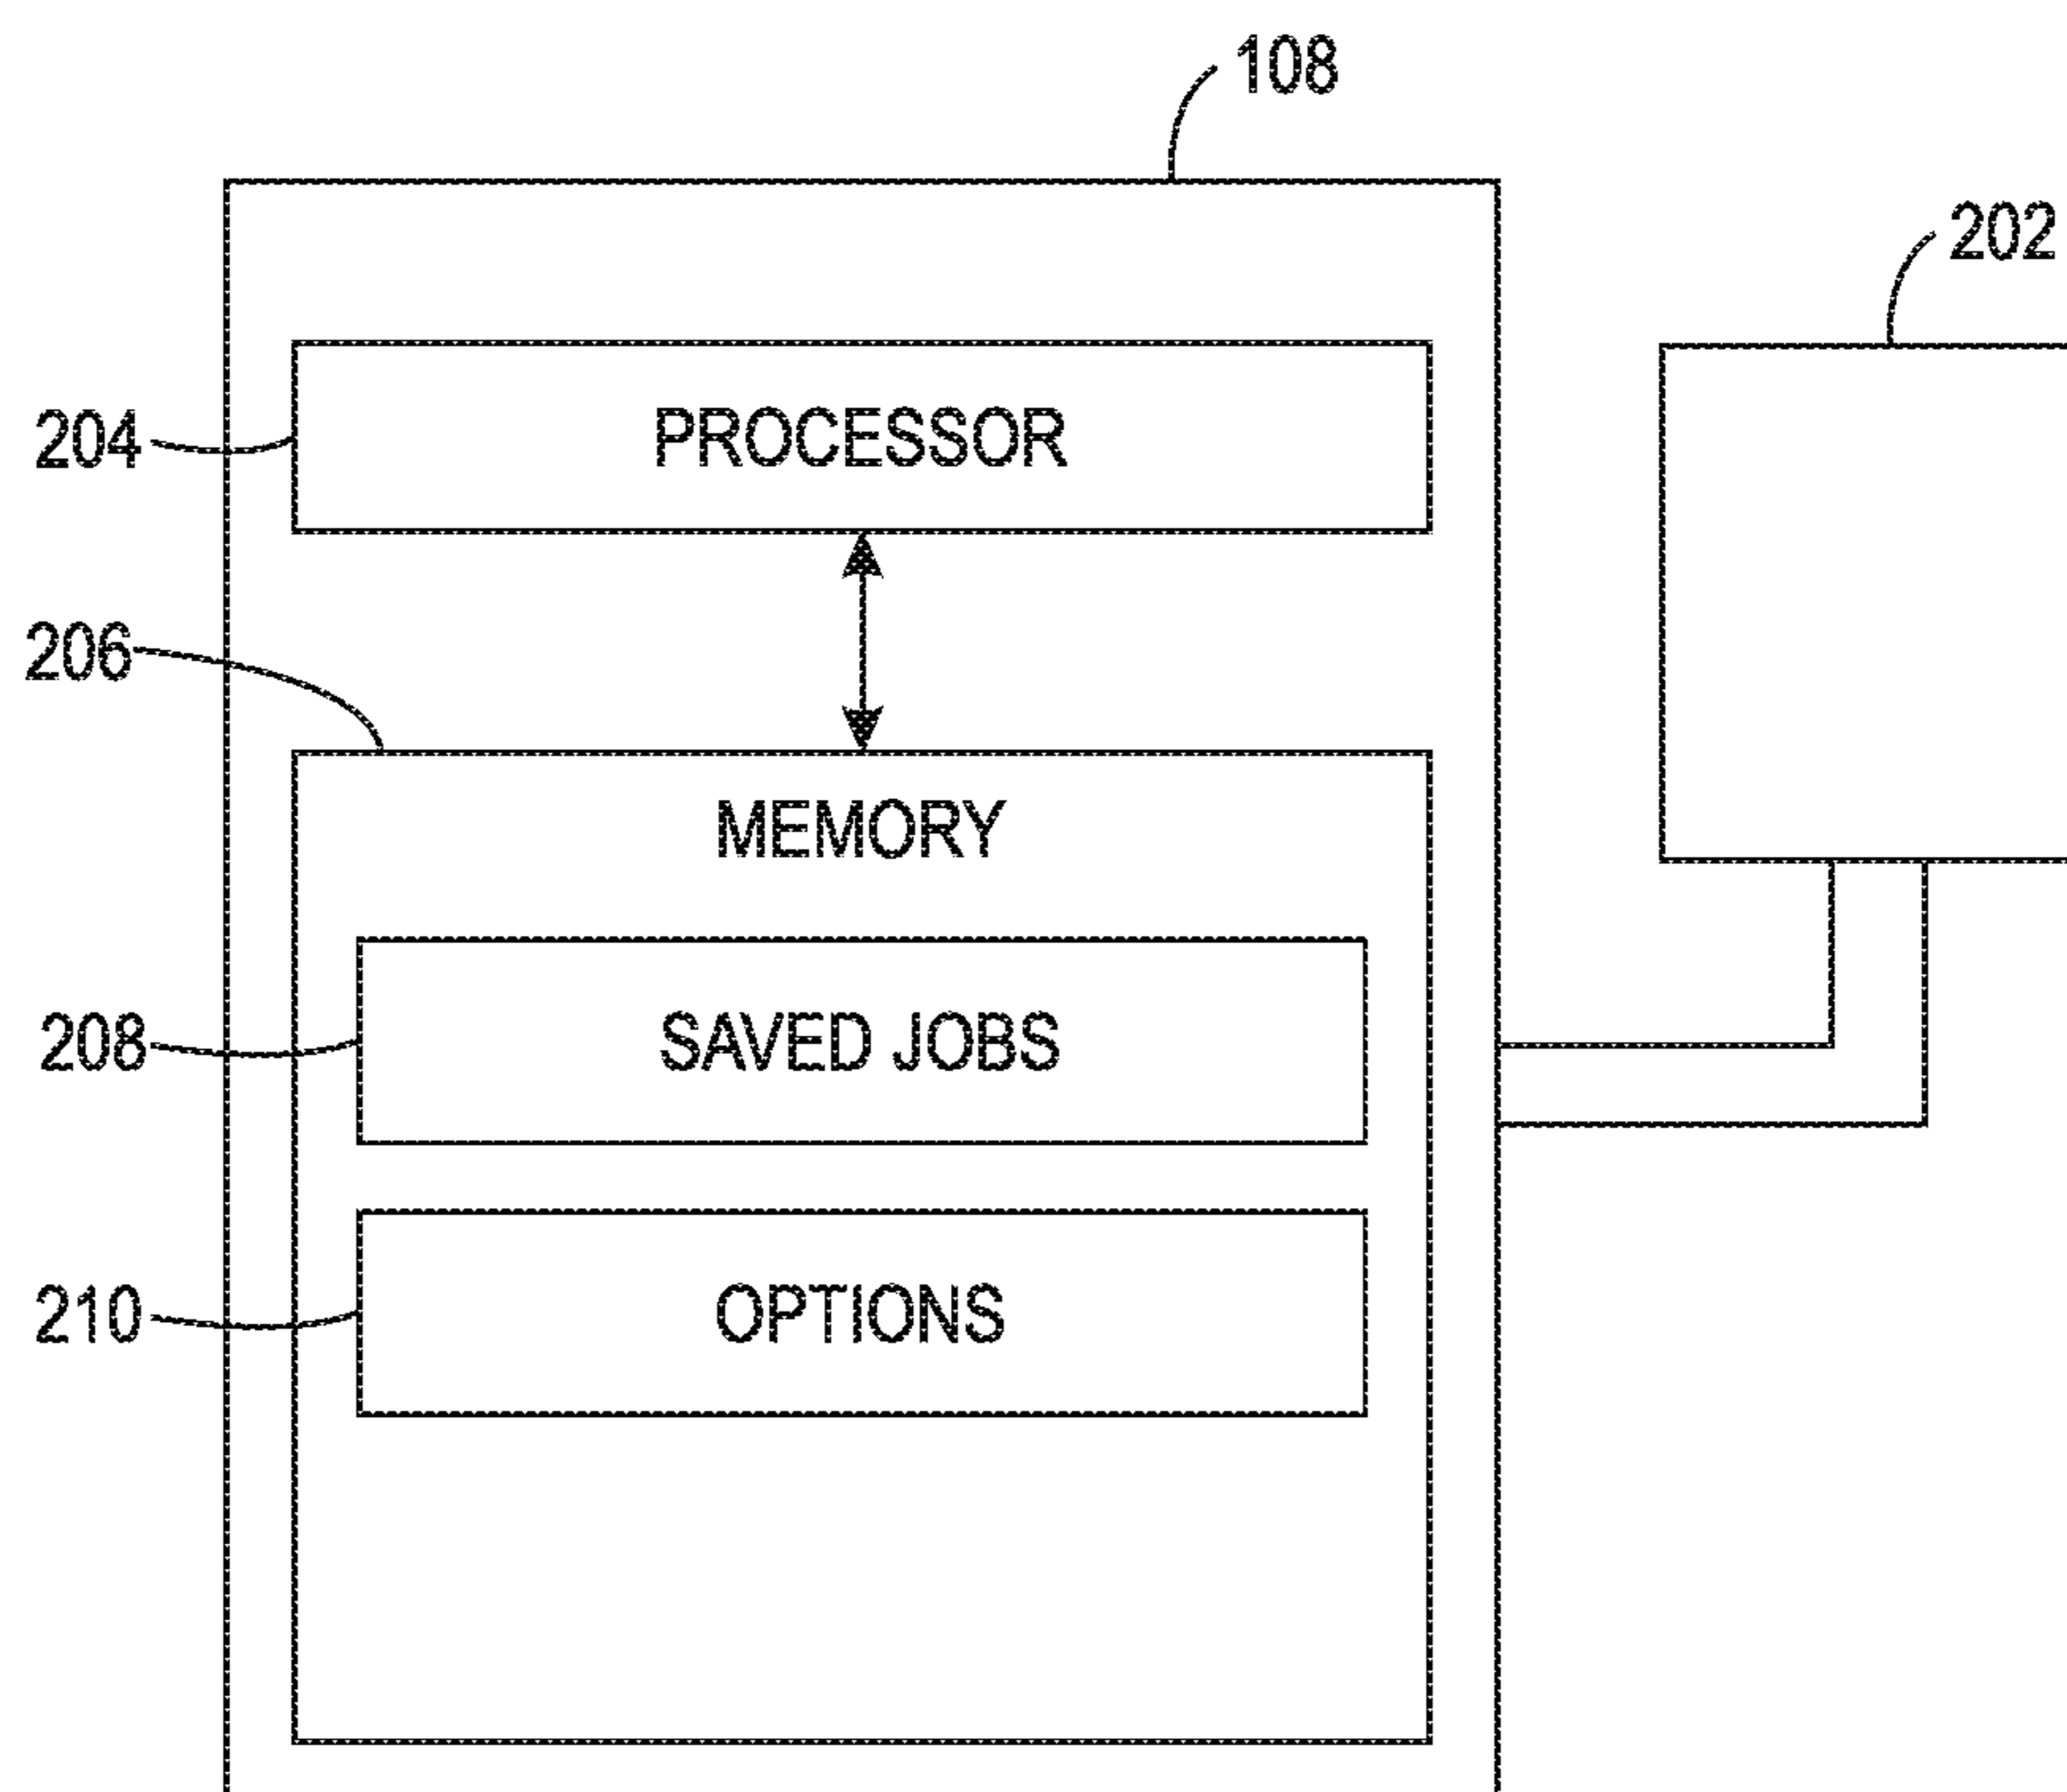 108
202
204
PROCESSOR
206
MEMORY
208
SAVED JOBS
210
OPTIONS